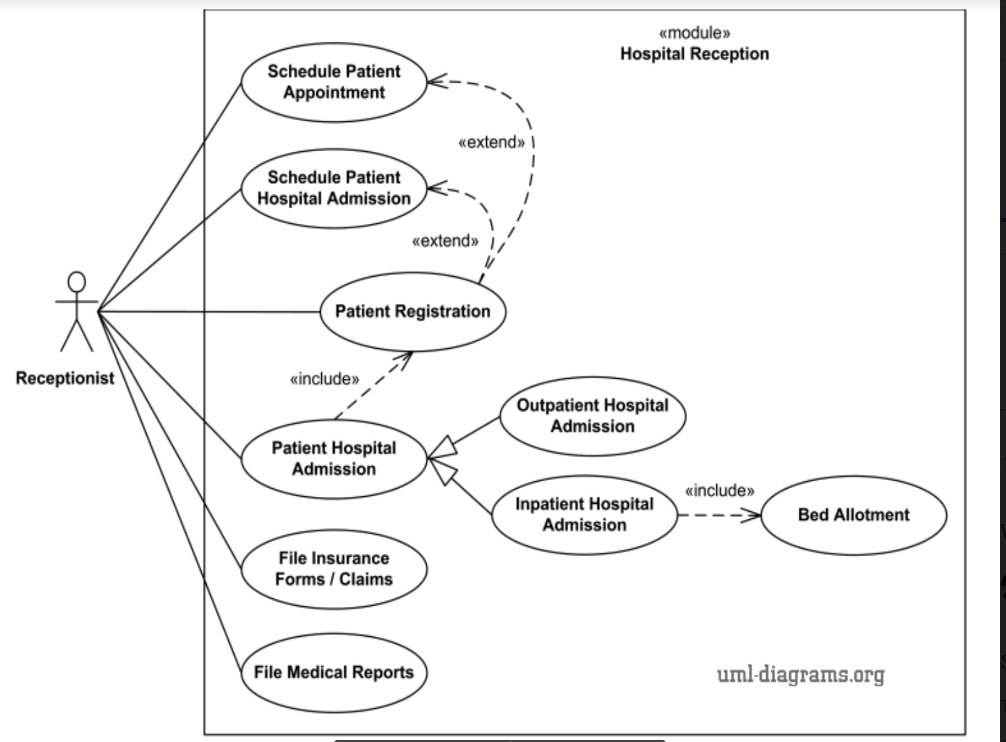 «module»
Hospital Reception
Schedule Patient
Appointment
«extend»
Schedule Patient
Hospital Admission
«extend»
Patient Registration
Receptionist
«include»
Outpatient Hospital
Admission
Patient Hospital
Admission
«include»
Inpatient Hospital
Admission
Bed Allotment
File Insurance
Forms / Claims
File Medical Reports
uml-diagrams.org